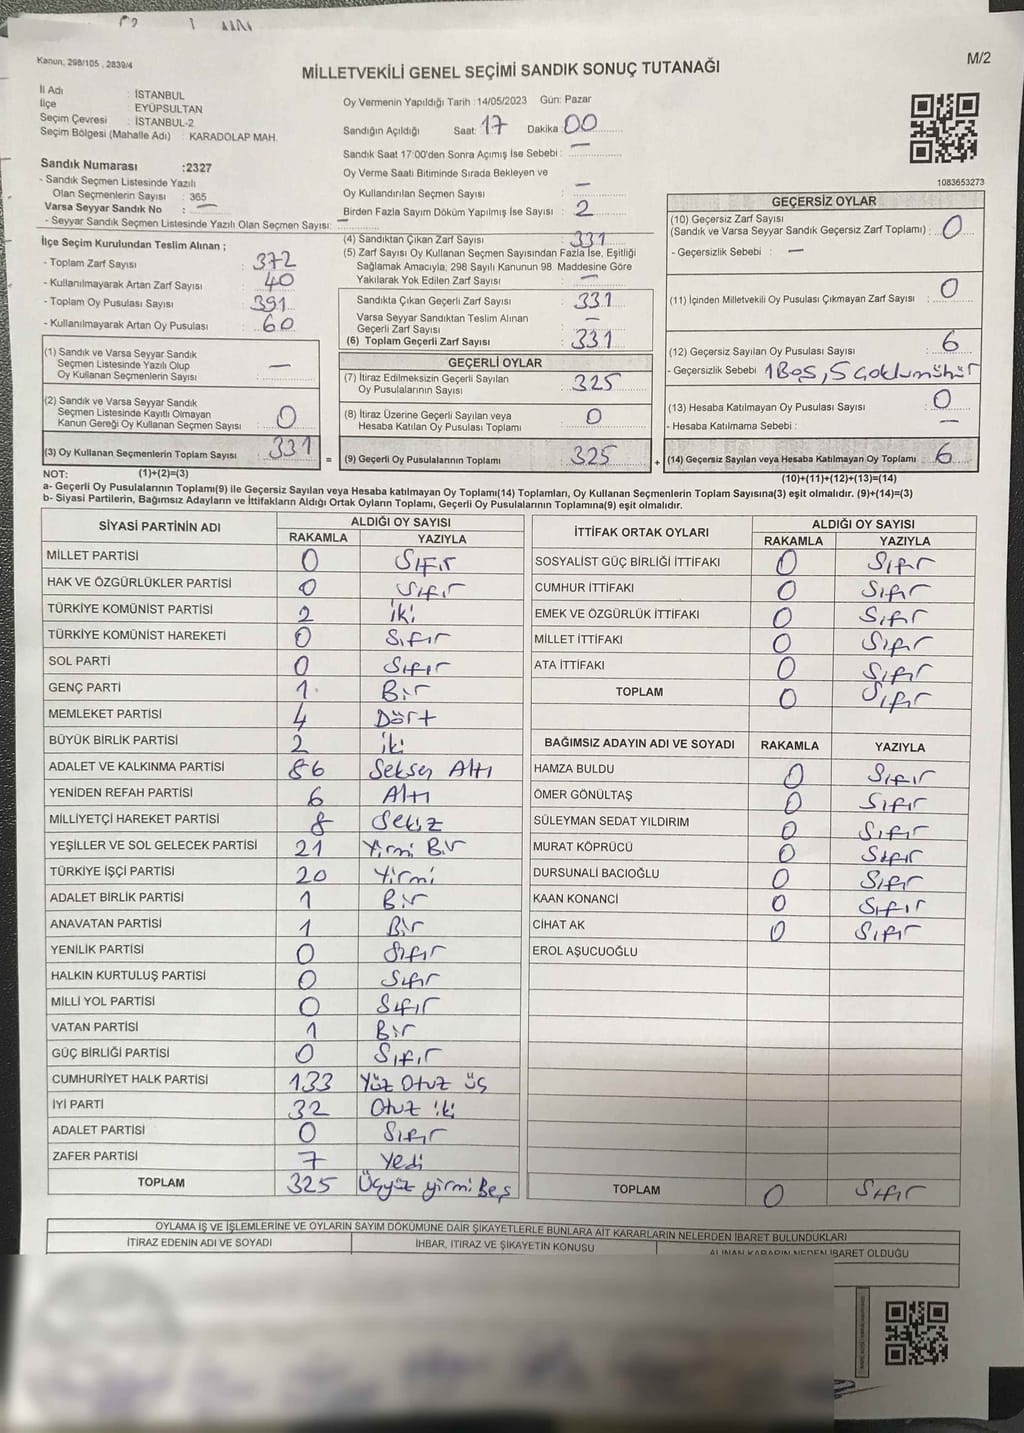 Kanun; 298/105 , 2839/4
M/2
MİLLETVEKİLİ GENEL SEÇİMİ SANDIK SONUÇ TUTANAĞI
İl Adı : İSTANBUL
İlçe : EYÜPSULTAN
Seçim Çevresi : İSTANBUL-2
Seçim Bölgesi (Mahalle Adı) : KARADOLAP MAH.
Sandık Numarası :2327
- Sandık Seçmen Listesinde Yazılı
Olan Seçmenlerin Sayısı : 365
Varsa Seyyar Sandık No : —
- Seyyar Sandık Seçmen Listesinde Yazılı Olan Seçmen Sayısı: —
Oy Vermenin Yapıldığı Tarih :14/05/2023 Gün: Pazar
Sandığın Açıldığı Saat: 17 Dakika :00
Sandık Saat 17:00'den Sonra Açımış İse Sebebi : —
Oy Verme Saati Bitiminde Sırada Bekleyen ve
Oy Kullandırılan Seçmen Sayısı : —
Birden Fazla Sayım Döküm Yapılmış İse Sayısı : 2
1083653273
İlçe Seçim Kurulundan Teslim Alınan ;
- Toplam Zarf Sayısı : 372
- Kullanılmayarak Artan Zarf Sayısı : 40
- Toplam Oy Pusulası Sayısı : 391
- Kullanılmayarak Artan Oy Pusulası : 60
(1) Sandık ve Varsa Seyyar Sandık
Seçmen Listesinde Yazılı Olup
Oy Kullanan Seçmenlerin Sayısı : —
(2) Sandık ve Varsa Seyyar Sandık
Seçmen Listesinde Kayıtlı Olmayan
Kanun Gereği Oy Kullanan Seçmen Sayısı : 0
(3) Oy Kullanan Seçmenlerin Toplam Sayısı : 331
(4) Sandıktan Çıkan Zarf Sayısı : 331
(5) Zarf Sayısı Oy Kullanan Seçmen Sayısından Fazla İse, Eşitliği
Sağlamak Amacıyla, 298 Sayılı Kanunun 98. Maddesine Göre
Yakılarak Yok Edilen Zarf Sayısı : —
Sandıkta Çıkan Geçerli Zarf Sayısı : 331
Varsa Seyyar Sandıktan Teslim Alınan
Geçerli Zarf Sayısı : —
(6) Toplam Geçerli Zarf Sayısı : 331
GEÇERLİ OYLAR
(7) İtiraz Edilmeksizin Geçerli Sayılan
Oy Pusulalarının Sayısı : 325
(8) İtiraz Üzerine Geçerli Sayılan veya
Hesaba Katılan Oy Pusulası Toplamı : 0
= (9) Geçerli Oy Pusulalarının Toplamı : 325 +
GEÇERSİZ OYLAR
(10) Geçersiz Zarf Sayısı
(Sandık ve Varsa Seyyar Sandık Geçersiz Zarf Toplamı) : 0
- Geçersizlik Sebebi : —
(11) İçinden Milletvekili Oy Pusulası Çıkmayan Zarf Sayısı : 0
(12) Geçersiz Sayılan Oy Pusulası Sayısı : 6
- Geçersizlik Sebebi : 1 Boş, 5 çoklu mühür
(13) Hesaba Katılmayan Oy Pusulası Sayısı : 0
- Hesaba Katılmama Sebebi : —
(14) Geçersiz Sayılan veya Hesaba Katılmayan Oy Toplamı : 6
NOT: (1)+(2)=(3)
(10)+(11)+(12)+(13)=(14)
a- Geçerli Oy Pusulalarının Toplamı(9) ile Geçersiz Sayılan veya Hesaba katılmayan Oy Toplamı(14) Toplamları, Oy Kullanan Seçmenlerin Toplam Sayısına(3) eşit olmalıdır. (9)+(14)=(3)
b- Siyasi Partilerin, Bağımsız Adayların ve İttifakların Aldığı Ortak Oyların Toplamı, Geçerli Oy Pusulalarının Toplamına(9) eşit olmalıdır.
SİYASİ PARTİNİN ADI
ALDIĞI OY SAYISI
RAKAMLA YAZIYLA
MİLLET PARTİSİ 0 Sıfır
HAK VE ÖZGÜRLÜKLER PARTİSİ 0 Sıfır
TÜRKİYE KOMÜNİST PARTİSİ 2 iki
TÜRKİYE KOMÜNİST HAREKETİ 0 Sıfır
SOL PARTİ 0 Sıfır
GENÇ PARTİ 1 Bir
MEMLEKET PARTİSİ 4 Dört
BÜYÜK BİRLİK PARTİSİ 2 iki
ADALET VE KALKINMA PARTİSİ 86 Seksen Altı
YENİDEN REFAH PARTİSİ 6 Altı
MİLLİYETÇİ HAREKET PARTİSİ 8 Sekiz
YEŞİLLER VE SOL GELECEK PARTİSİ 21 Yirmi Bir
TÜRKİYE İŞÇİ PARTİSİ 20 Yirmi
ADALET BİRLİK PARTİSİ 1 Bir
ANAVATAN PARTİSİ 1 Bir
YENİLİK PARTİSİ 0 Sıfır
HALKIN KURTULUŞ PARTİSİ 0 Sıfır
MİLLİ YOL PARTİSİ 0 Sıfır
VATAN PARTİSİ 1 Bir
GÜÇ BİRLİĞİ PARTİSİ 0 Sıfır
CUMHURİYET HALK PARTİSİ 133 Yüz Otuz üç
İYİ PARTİ 32 Otuz iki
ADALET PARTİSİ 0 Sıfır
ZAFER PARTİSİ 7 Yedi
TOPLAM 325 Üçyüz yirmi Beş
İTTİFAK ORTAK OYLARI
ALDIĞI OY SAYISI
RAKAMLA YAZIYLA
SOSYALİST GÜÇ BİRLİĞİ İTTİFAKI 0 Sıfır
CUMHUR İTTİFAKI 0 Sıfır
EMEK VE ÖZGÜRLÜK İTTİFAKI 0 Sıfır
MİLLET İTTİFAKI 0 Sıfır
ATA İTTİFAKI 0 Sıfır
TOPLAM 0 Sıfır
BAĞIMSIZ ADAYIN ADI VE SOYADI RAKAMLA YAZIYLA
HAMZA BULDU 0 Sıfır
ÖMER GÖNÜLTAŞ 0 Sıfır
SÜLEYMAN SEDAT YILDIRIM 0 Sıfır
MURAT KÖPRÜCÜ 0 Sıfır
DURSUNALİ BACIOĞLU 0 Sıfır
KAAN KONANCİ 0 Sıfır
CİHAT AK 0 Sıfır
EROL AŞUCUOĞLU
TOPLAM 0 Sıfır
OYLAMA İŞ VE İŞLEMLERİNE VE OYLARIN SAYIM DÖKÜMÜNE DAİR ŞİKAYETLERLE BUNLARA AİT KARARLARIN NELERDEN İBARET BULUNDUKLARI
İTİRAZ EDENİN ADI VE SOYADI
İHBAR, İTİRAZ VE ŞİKAYETİN KONUSU
ALINAN KARARIN NEDEN İBARET OLDUĞU